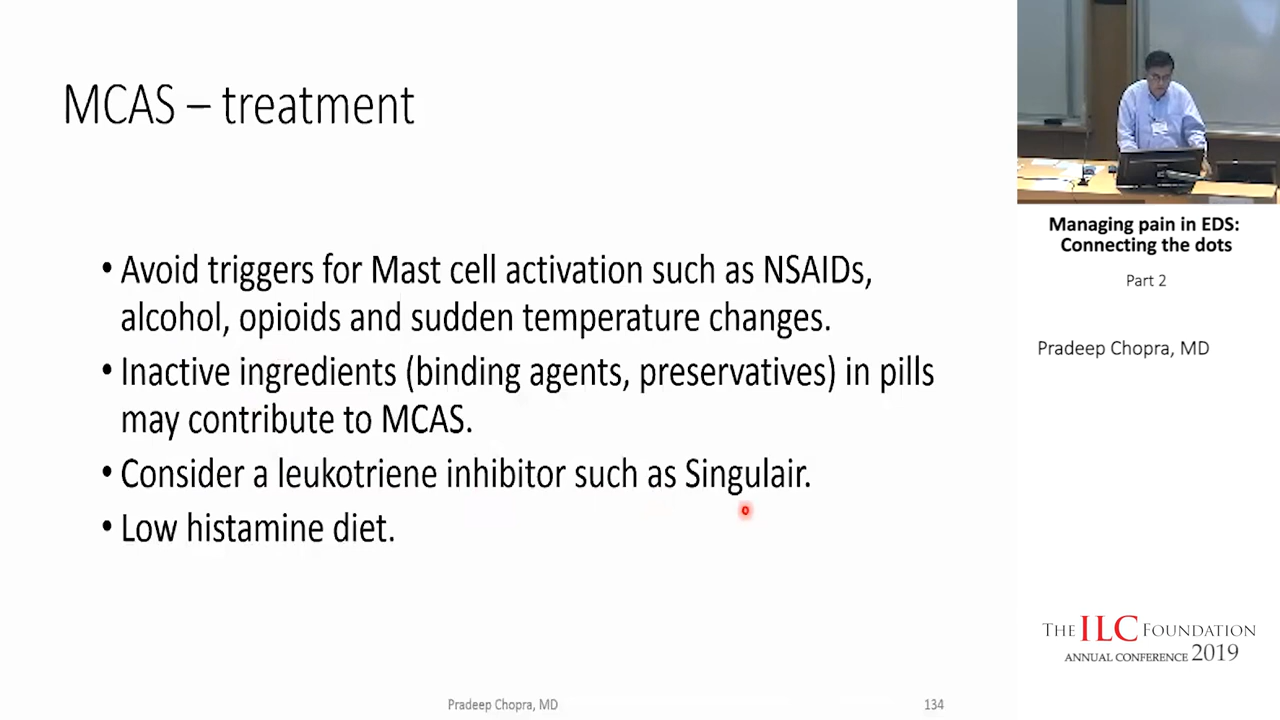 MCAS – treatment
• Avoid triggers for Mast cell activation such as NSAIDs,
alcohol, opioids and sudden temperature changes.
• Inactive ingredients (binding agents, preservatives) in pills
may contribute to MCAS.
• Consider a leukotriene inhibitor such as Singulair.
• Low histamine diet.
Pradeep Chopra, MD
134
Managing pain in EDS:
Connecting the dots
Part 2
Pradeep Chopra, MD
THE ILC FOUNDATION
ANNUAL CONFERENCE 2019